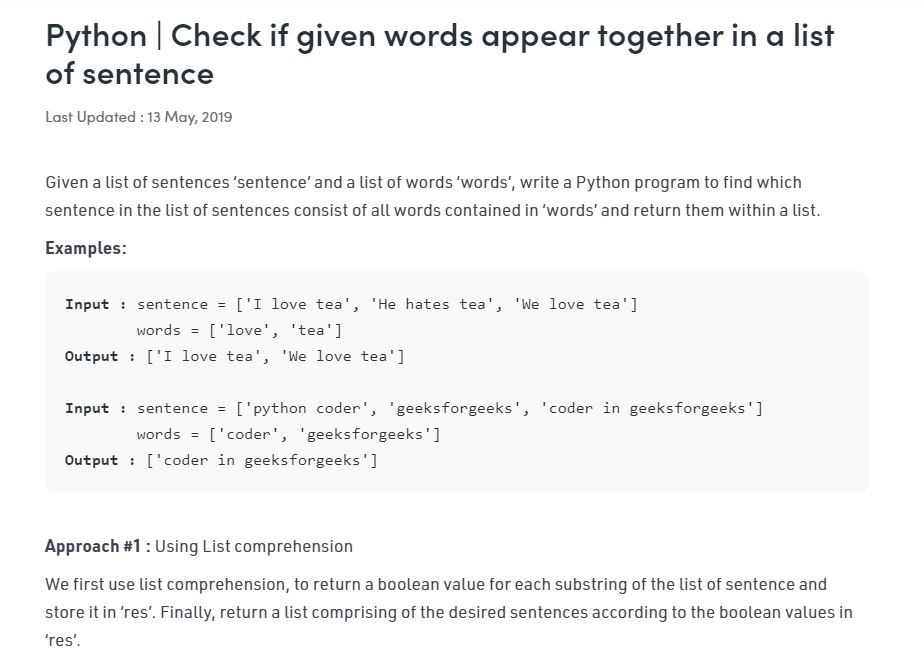 Python | Check if given words appear together in a list
of sentence
Last Updated : 13 May, 2019
Given a list of sentences ‘sentence’ and a list of words ‘words’, write a Python program to find which
sentence in the list of sentences consist of all words contained in ‘words’ and return them within a list.
Examples:
Input : sentence = ['I love tea', 'He hates tea', 'We love tea']
words = ['love', 'tea']
Output : ['I love tea', 'We love tea']
Input : sentence = ['python coder', 'geeksforgeeks', 'coder in geeksforgeeks']
words = ['coder', 'geeksforgeeks']
Output : ['coder in geeksforgeeks']
Approach #1 : Using List comprehension
We first use list comprehension, to return a boolean value for each substring of the list of sentence and
store it in ‘res’. Finally, return a list comprising of the desired sentences according to the boolean values in
‘res’.